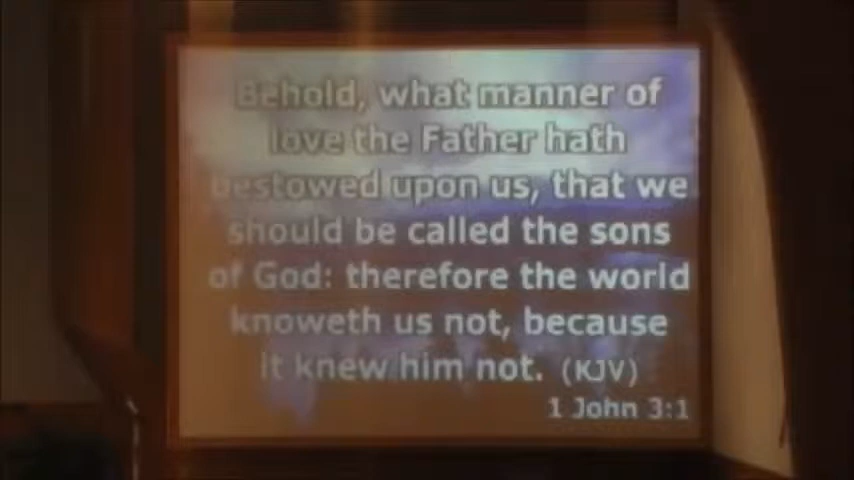 Behold, what manner of
love the Father hath
bestowed upon us, that we
should be called the sons
of God: therefore the world
knoweth us not, because
it knew him not. (KJV)
1 John 3:1